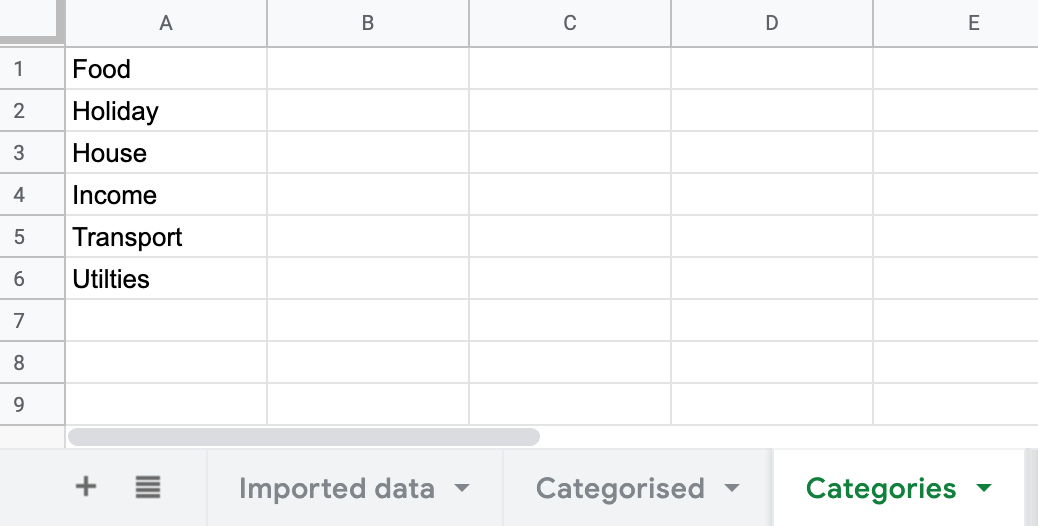 A B C D E
1 Food
2 Holiday
3 House
4 Income
5 Transport
6 Utilties
7
8
9
+ Imported data Categorised Categories